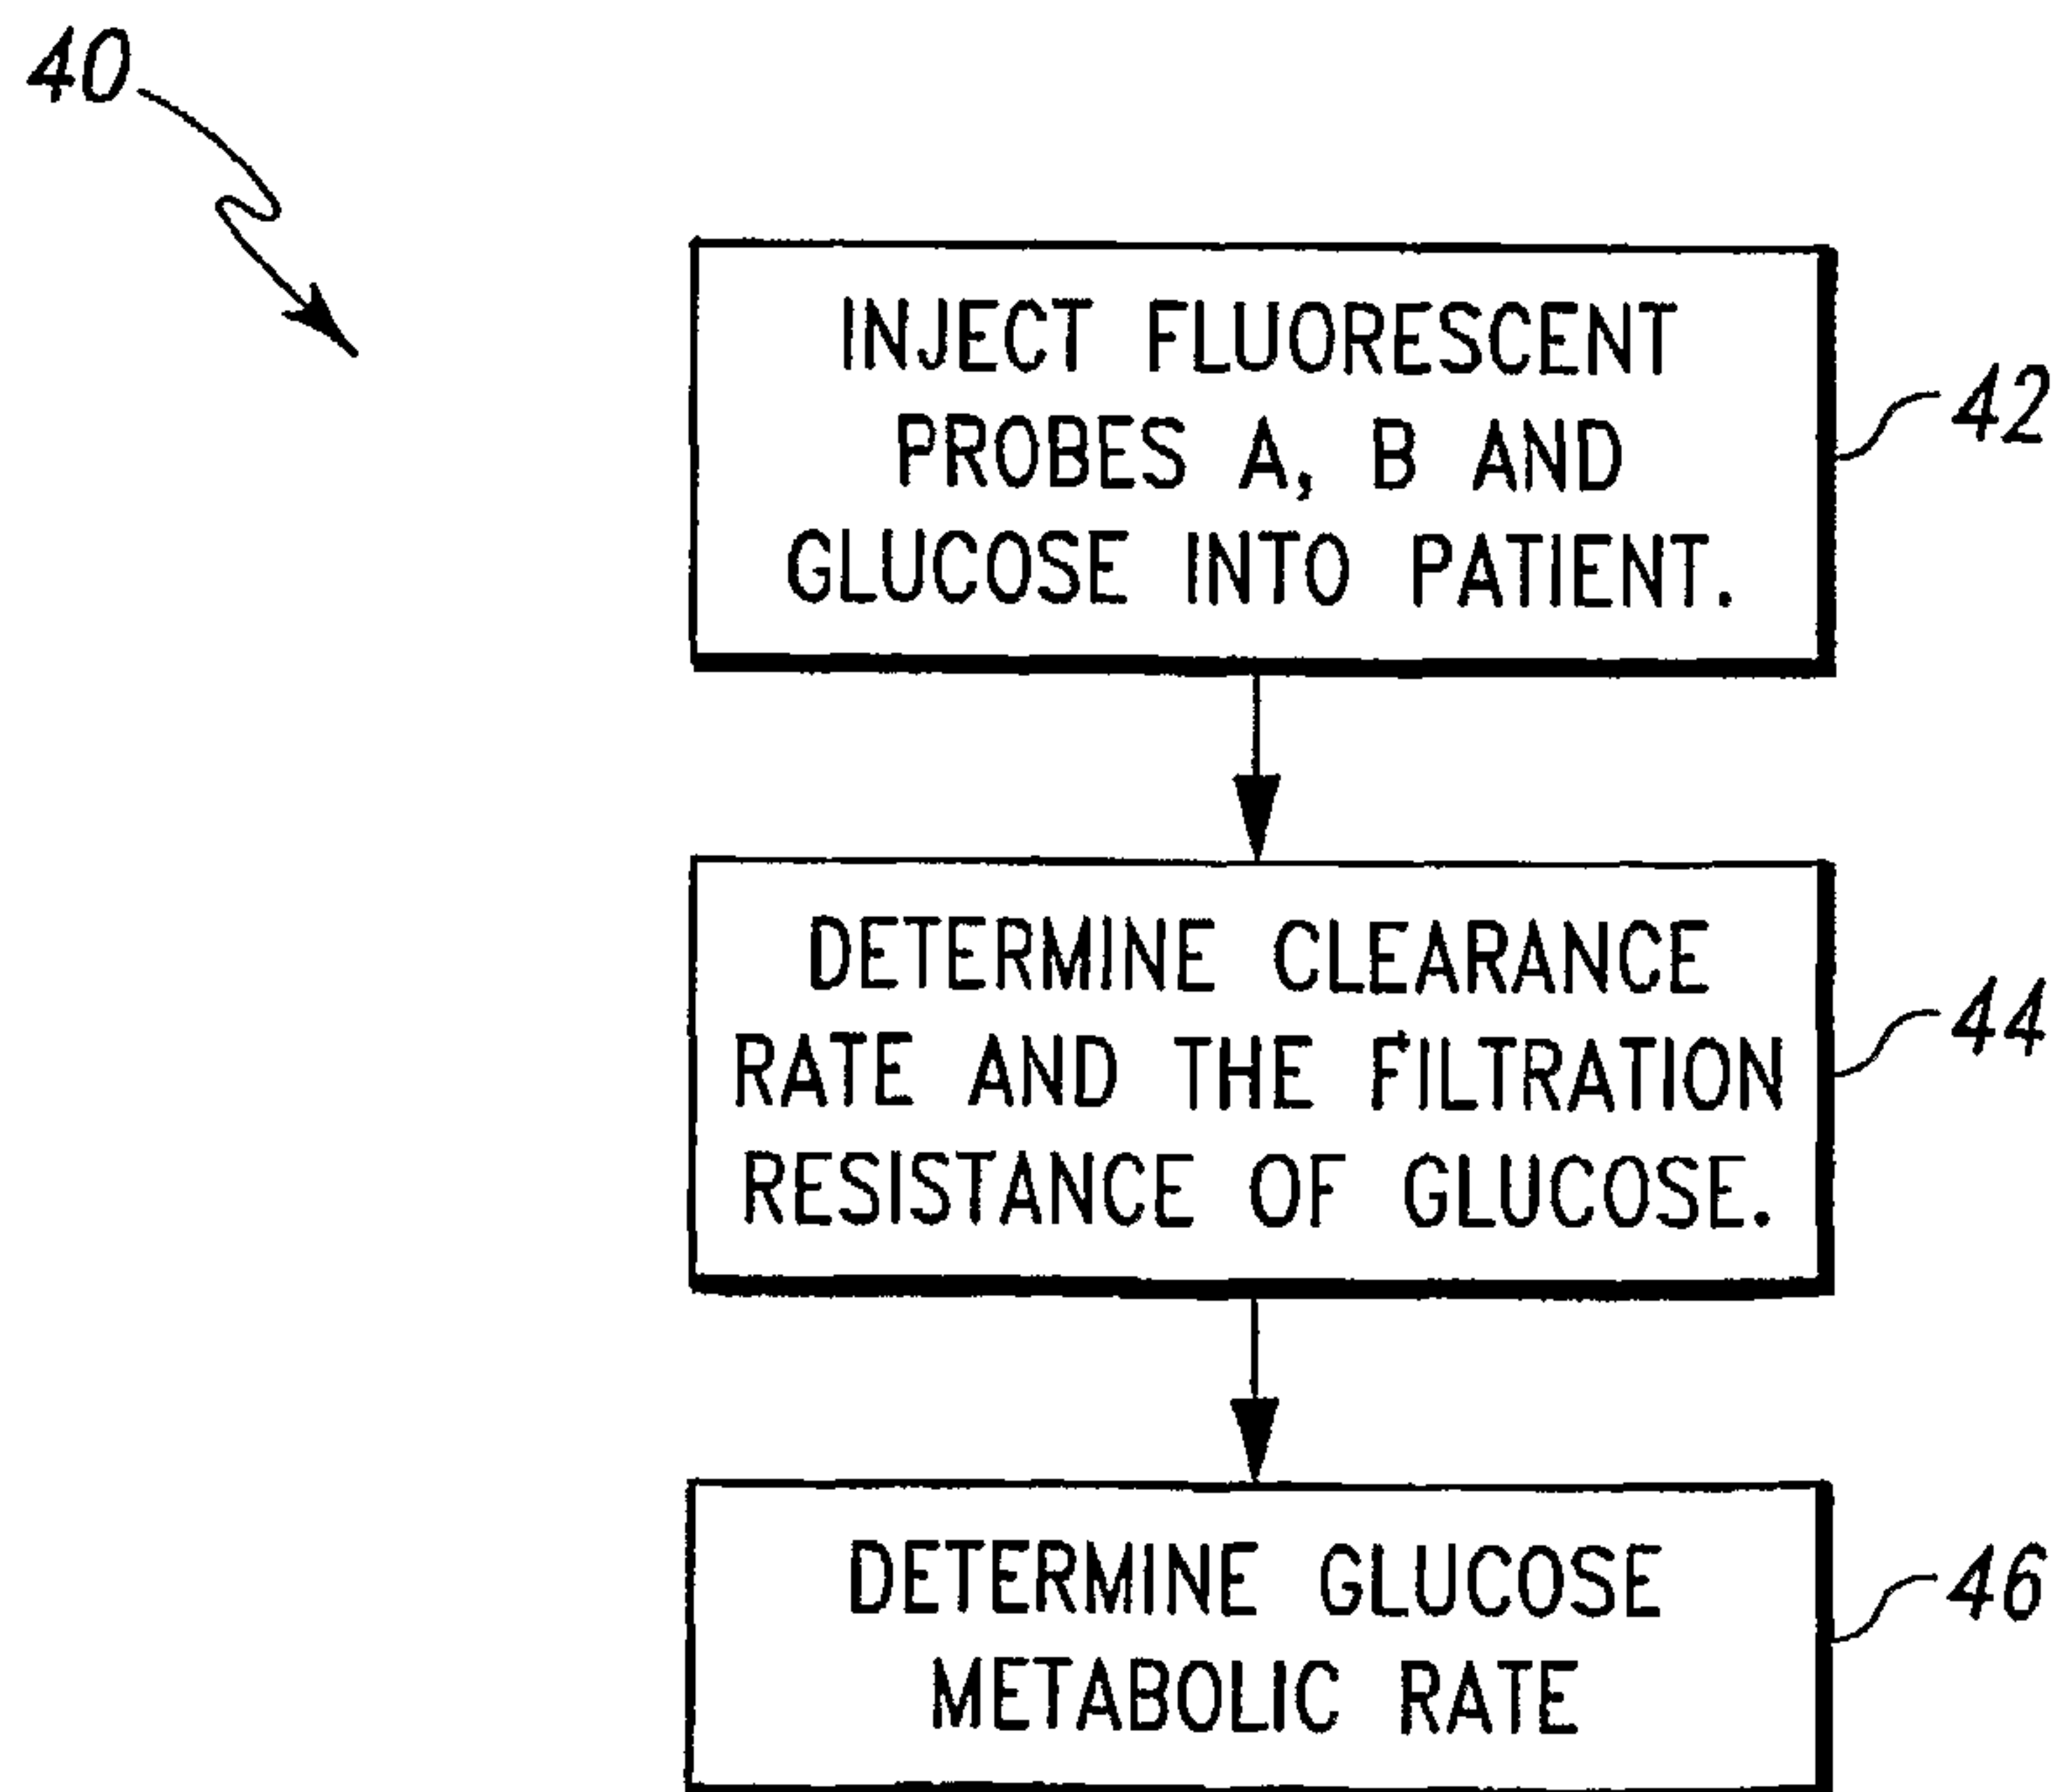 40
INJECT FLUORESCENT
PROBES A, B AND
GLUCOSE INTO PATIENT.
42
DETERMINE CLEARANCE
RATE AND THE FILTRATION
RESISTANCE OF GLUCOSE.
44
DETERMINE GLUCOSE
METABOLIC RATE
46